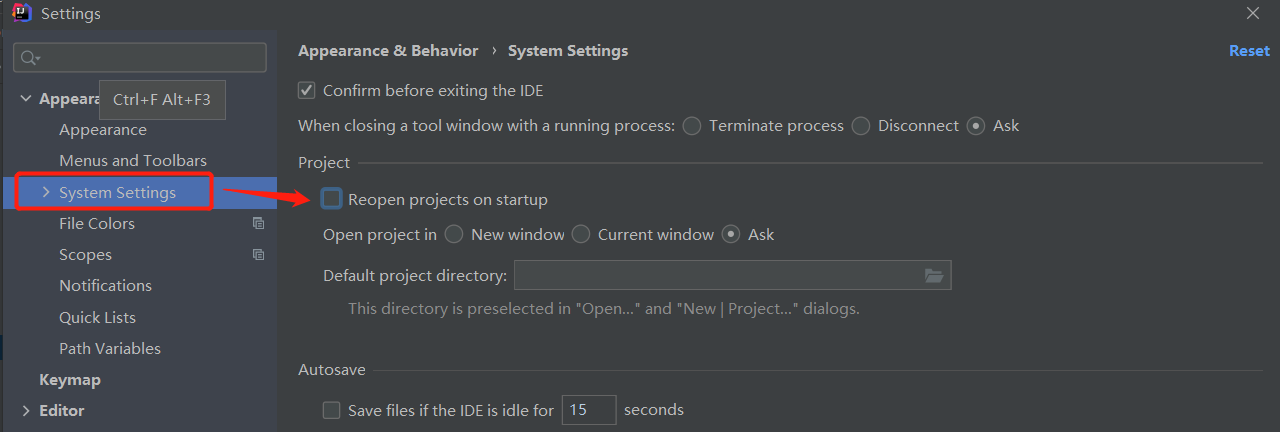 Settings
Appearance & Behavior › System Settings
Reset
Appeara
Ctrl+F Alt+F3
Appearance
Menus and Toolbars
System Settings
File Colors
Scopes
Notifications
Quick Lists
Path Variables
Keymap
Editor
Confirm before exiting the IDE
When closing a tool window with a running process: Terminate process Disconnect Ask
Project
Reopen projects on startup
Open project in New window Current window Ask
Default project directory:
This directory is preselected in "Open..." and "New | Project..." dialogs.
Autosave
Save files if the IDE is idle for 15 seconds